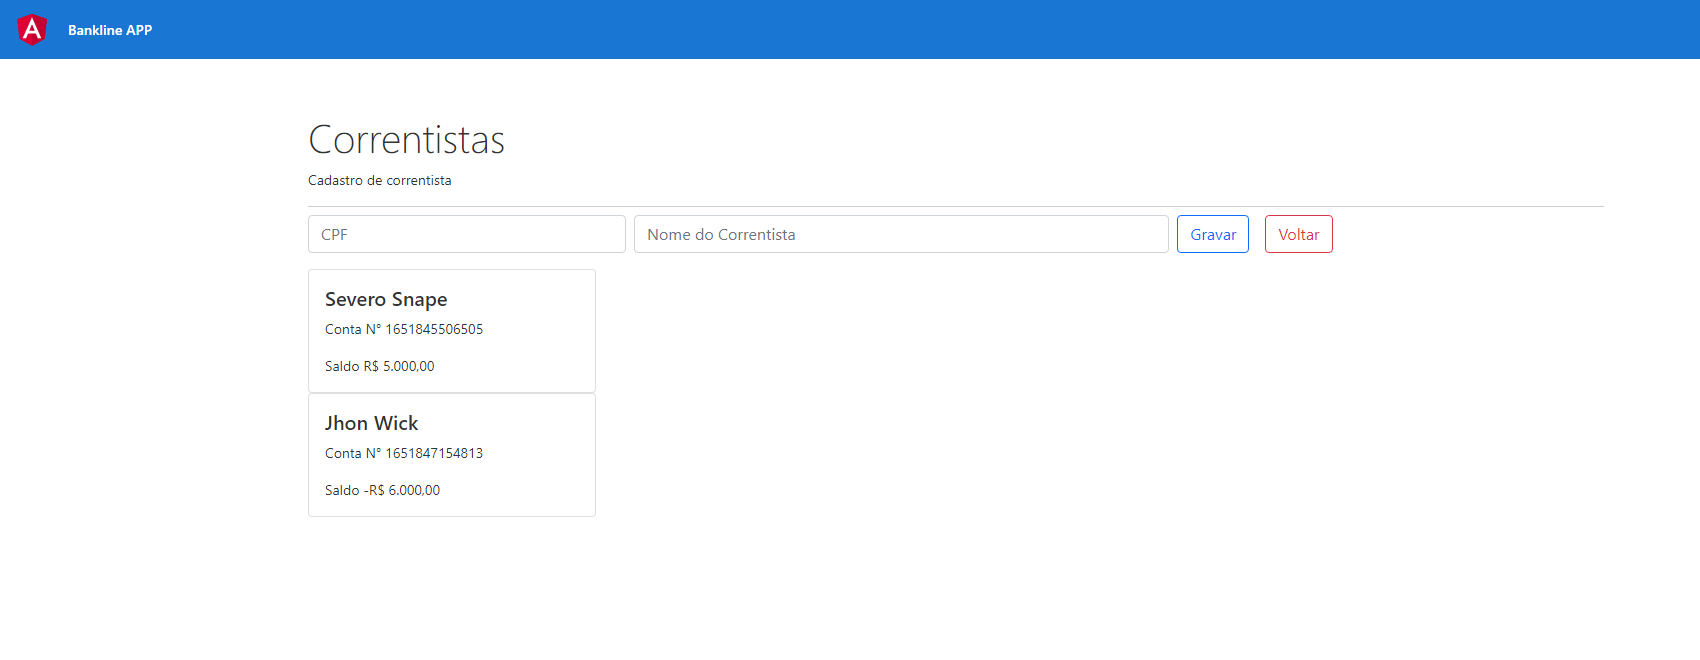 A
Bankline APP
Correntistas
Cadastro de correntista
CPF
Nome do Correntista
Gravar
Voltar
Severo Snape
Conta N° 1651845506505
Saldo R$ 5.000,00
Jhon Wick
Conta N° 1651847154813
Saldo -R$ 6.000,00